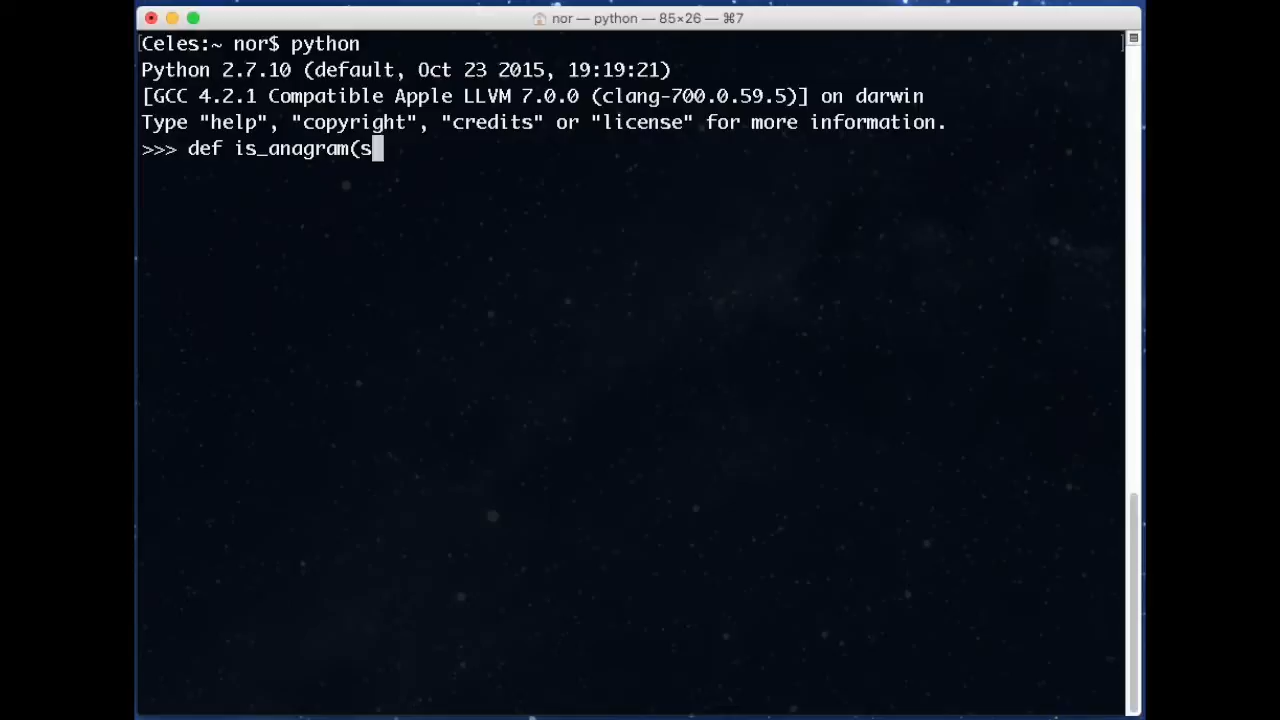 nor — python — 85×26 — ⌘7
Celes:~ nor$ python
Python 2.7.10 (default, Oct 23 2015, 19:19:21)
[GCC 4.2.1 Compatible Apple LLVM 7.0.0 (clang-700.0.59.5)] on darwin
Type "help", "copyright", "credits" or "license" for more information.
>>> def is_anagram(s